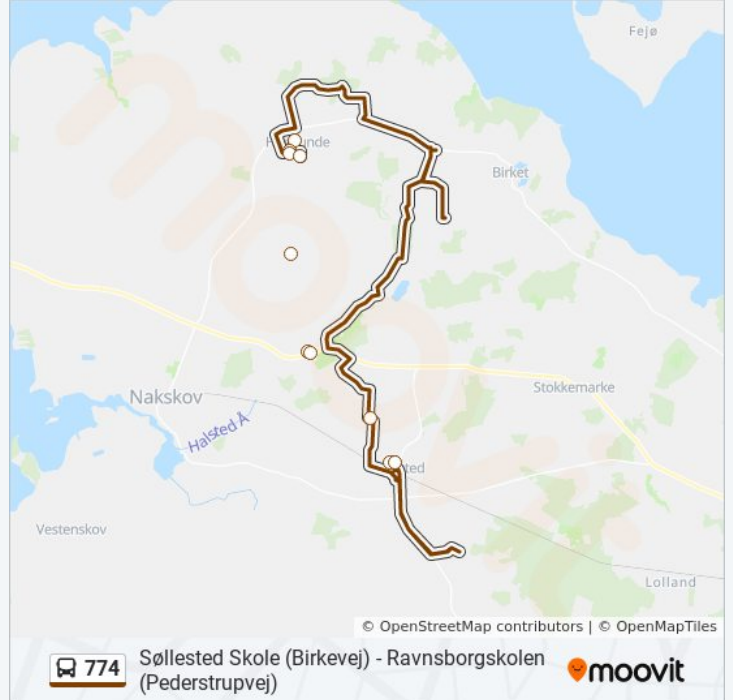 Fejø
Birket
Nakskov
Stokkemarke
Halsted Å
Vestenskov
Lolland
© OpenStreetMap contributors | © OpenMapTiles
774
Søllested Skole (Birkevej) - Ravnsborgskolen
(Pederstrupvej)
moovit